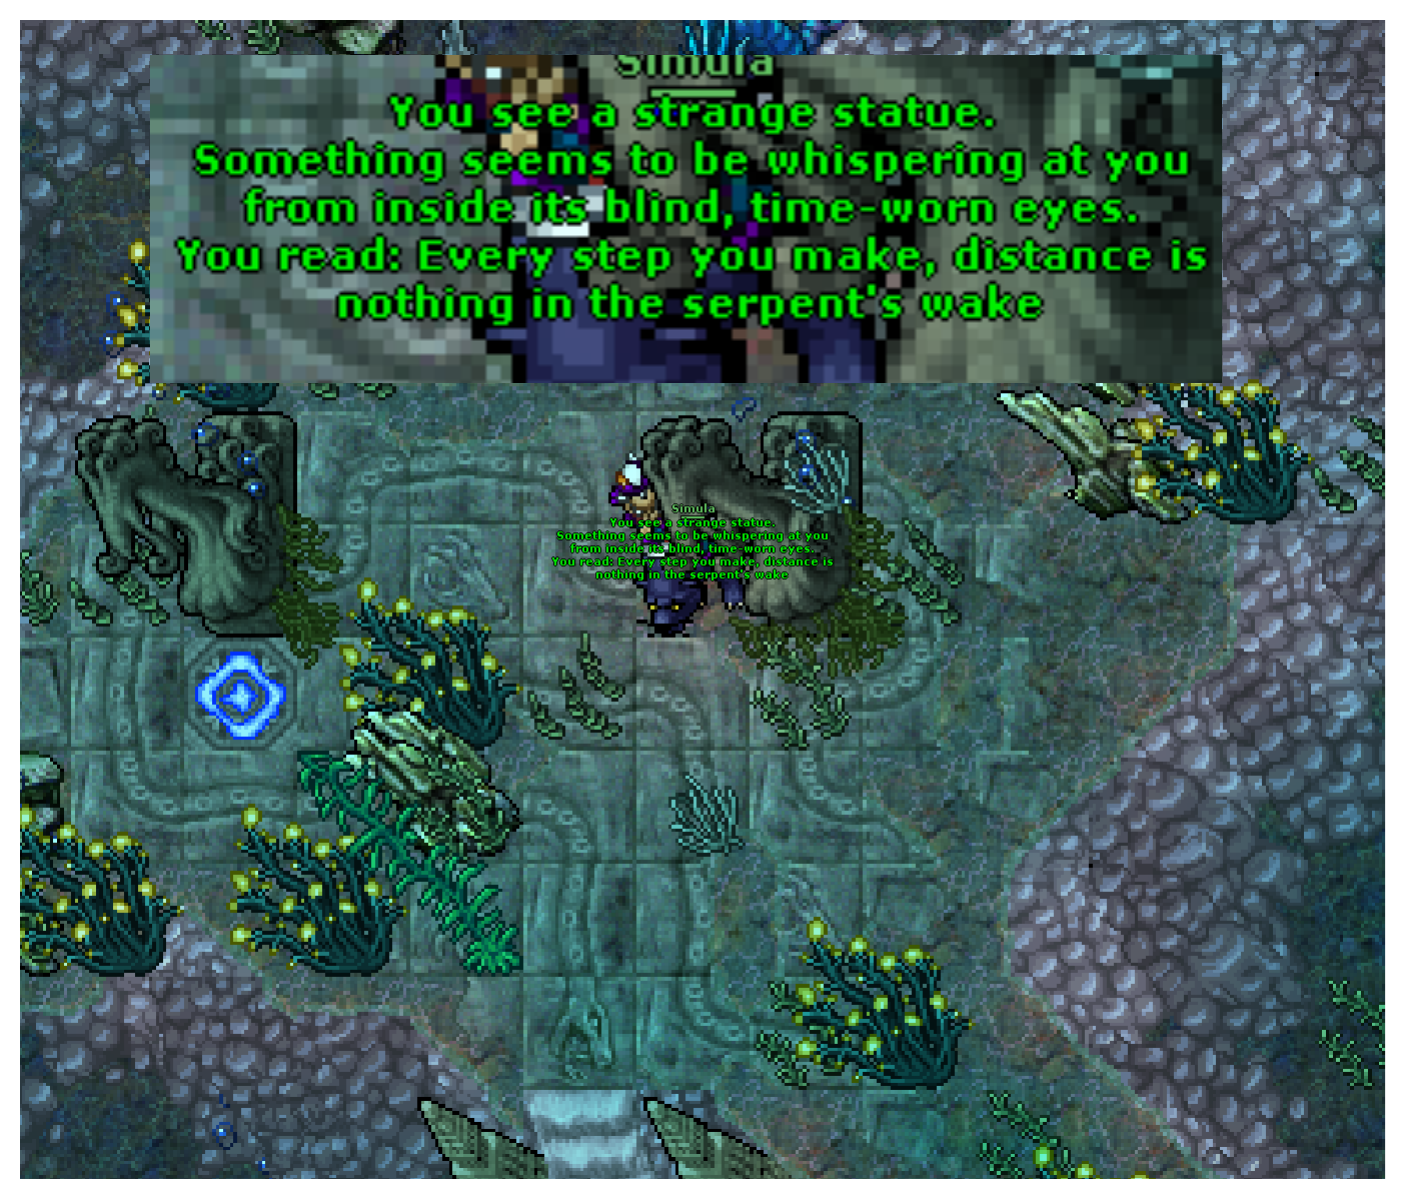 Simula
You see a strange statue.
Something seems to be whispering at you
from inside its blind, time-worn eyes.
You read: Every step you make, distance is
nothing in the serpent's wake
Simula
You see a strange statue.
Something seems to be whispering at you
from inside its blind, time-worn eyes.
You read: Every step you make, distance is
nothing in the serpent's wake